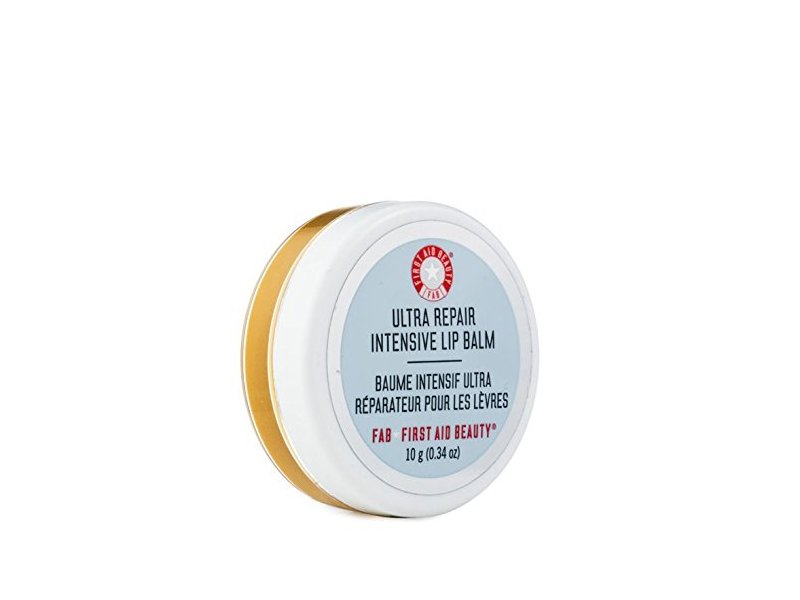 FIRST AID BEAUTY®
FAB
ULTRA REPAIR
INTENSIVE LIP BALM
BAUME INTENSIF ULTRA
RÉPARATEUR POUR LES LÈVRES
FAB FIRST AID BEAUTY®
10 g (0.34 oz)